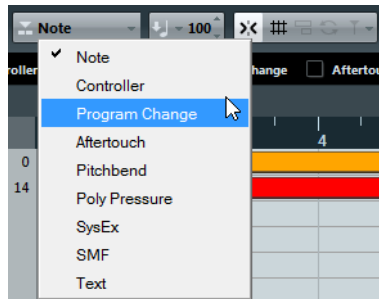 Note 100
roller hange Aftertou
Note
Controller
Program Change
4
Aftertouch
0
Pitchbend
14
Poly Pressure
SysEx
SMF
Text